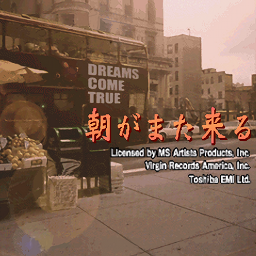 DREAMS
COME
TRUE
朝がまた来る
Licensed by MS Artists Products, Inc.
Virgin Records America, Inc.
Toshiba EMI Ltd.